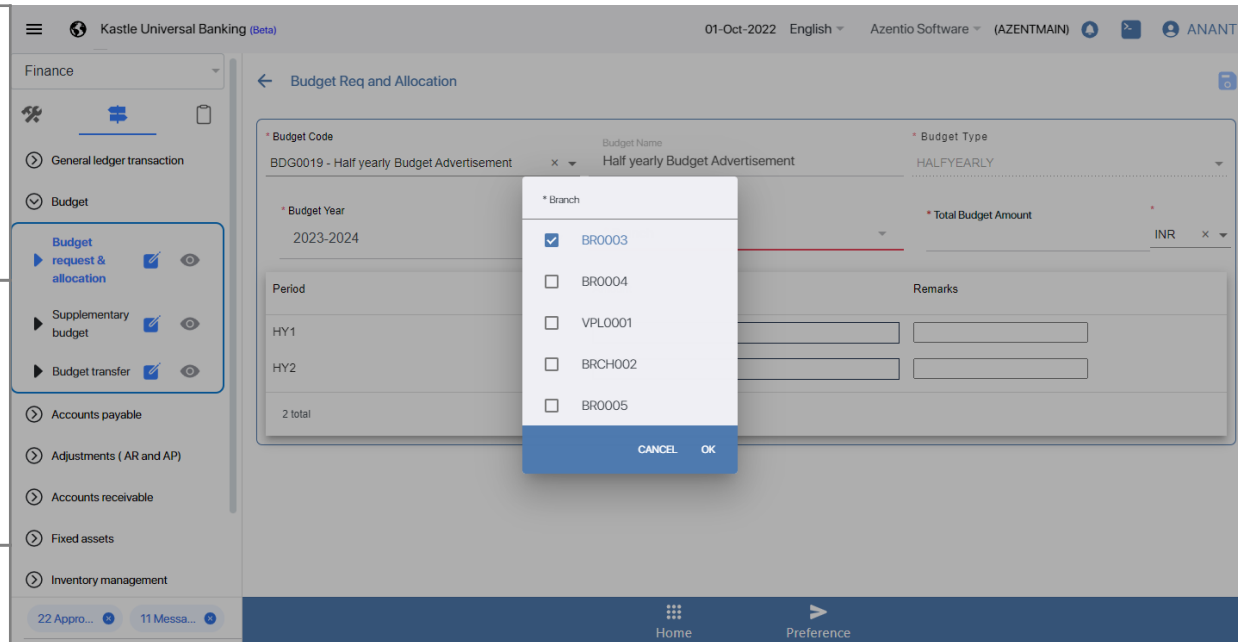 Kastle Universal Banking (Beta)
01-Oct-2022 English Azentio Software (AZENTMAIN) ANANT
Finance
Budget Req and Allocation
General ledger transaction
Budget
Budget
request &
allocation
Supplementary
budget
Budget transfer
Accounts payable
Adjustments ( AR and AP)
Accounts receivable
Fixed assets
Inventory management
22 Appro... 11 Messa...
* Budget Code
BDG0019 - Half yearly Budget Advertisement ×
Budget Name
Half yearly Budget Advertisement
* Budget Type
HALFYEARLY
* Budget Year
2023-2024
* Total Budget Amount
*
INR ×
Period
Remarks
HY1
HY2
2 total
* Branch
BR0003
BR0004
VPL0001
BRCH002
BR0005
CANCEL OK
Home
Preference